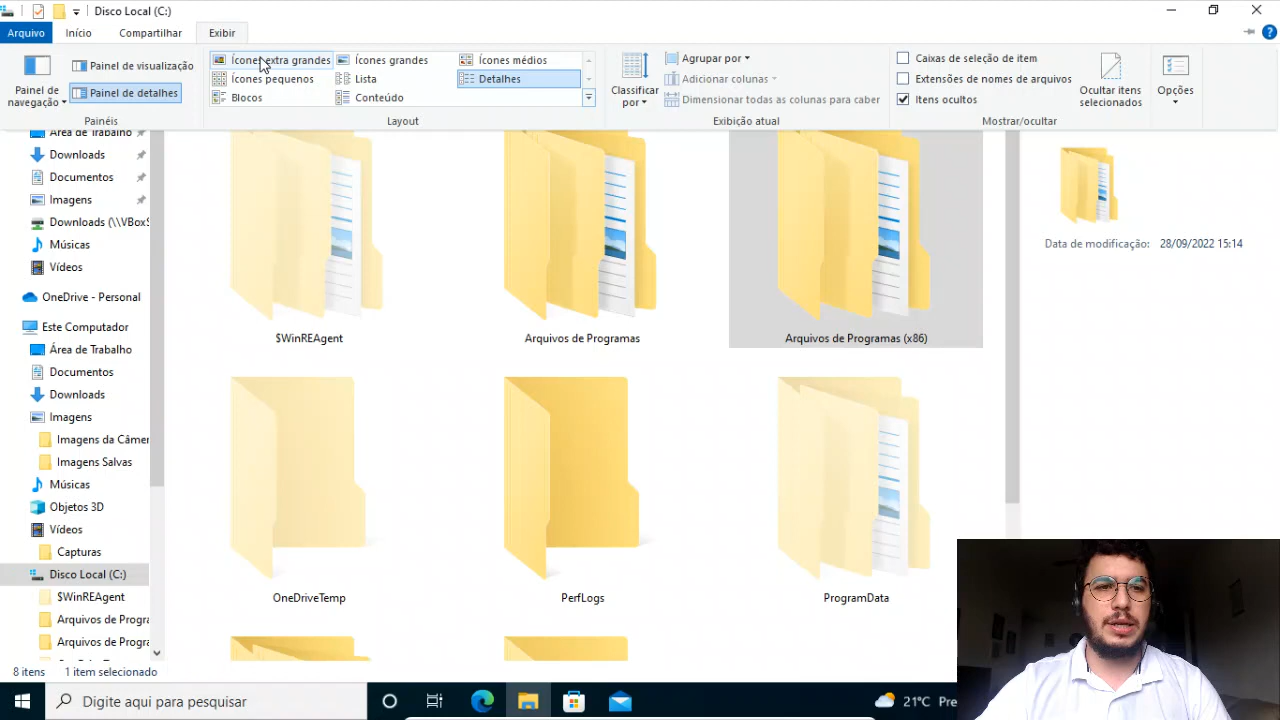 Disco Local (C:)
Arquivo
Início
Compartilhar
Exibir
Painel de navegação
Painel de visualização
Painel de detalhes
Painéis
Ícones extra grandes
Ícones grandes
Ícones médios
Ícones pequenos
Lista
Detalhes
Blocos
Conteúdo
Layout
Classificar por
Agrupar por
Adicionar colunas
Dimensionar todas as colunas para caber
Exibição atual
Caixas de seleção de item
Extensões de nomes de arquivos
Itens ocultos
Ocultar itens selecionados
Mostrar/ocultar
Opções
Área de Trabalho
Downloads
Documentos
Imagens
Downloads (\\VBoxS
Músicas
Vídeos
OneDrive - Personal
Este Computador
Área de Trabalho
Documentos
Downloads
Imagens
Imagens da Câmer
Imagens Salvas
Músicas
Objetos 3D
Vídeos
Capturas
Disco Local (C:)
$WinREAgent
Arquivos de Progra
Arquivos de Progra
$WinREAgent
Arquivos de Programas
Arquivos de Programas (x86)
OneDriveTemp
PerfLogs
ProgramData
Data de modificação: 28/09/2022 15:14
8 itens
1 item selecionado
Digite aqui para pesquisar
21°C Pre